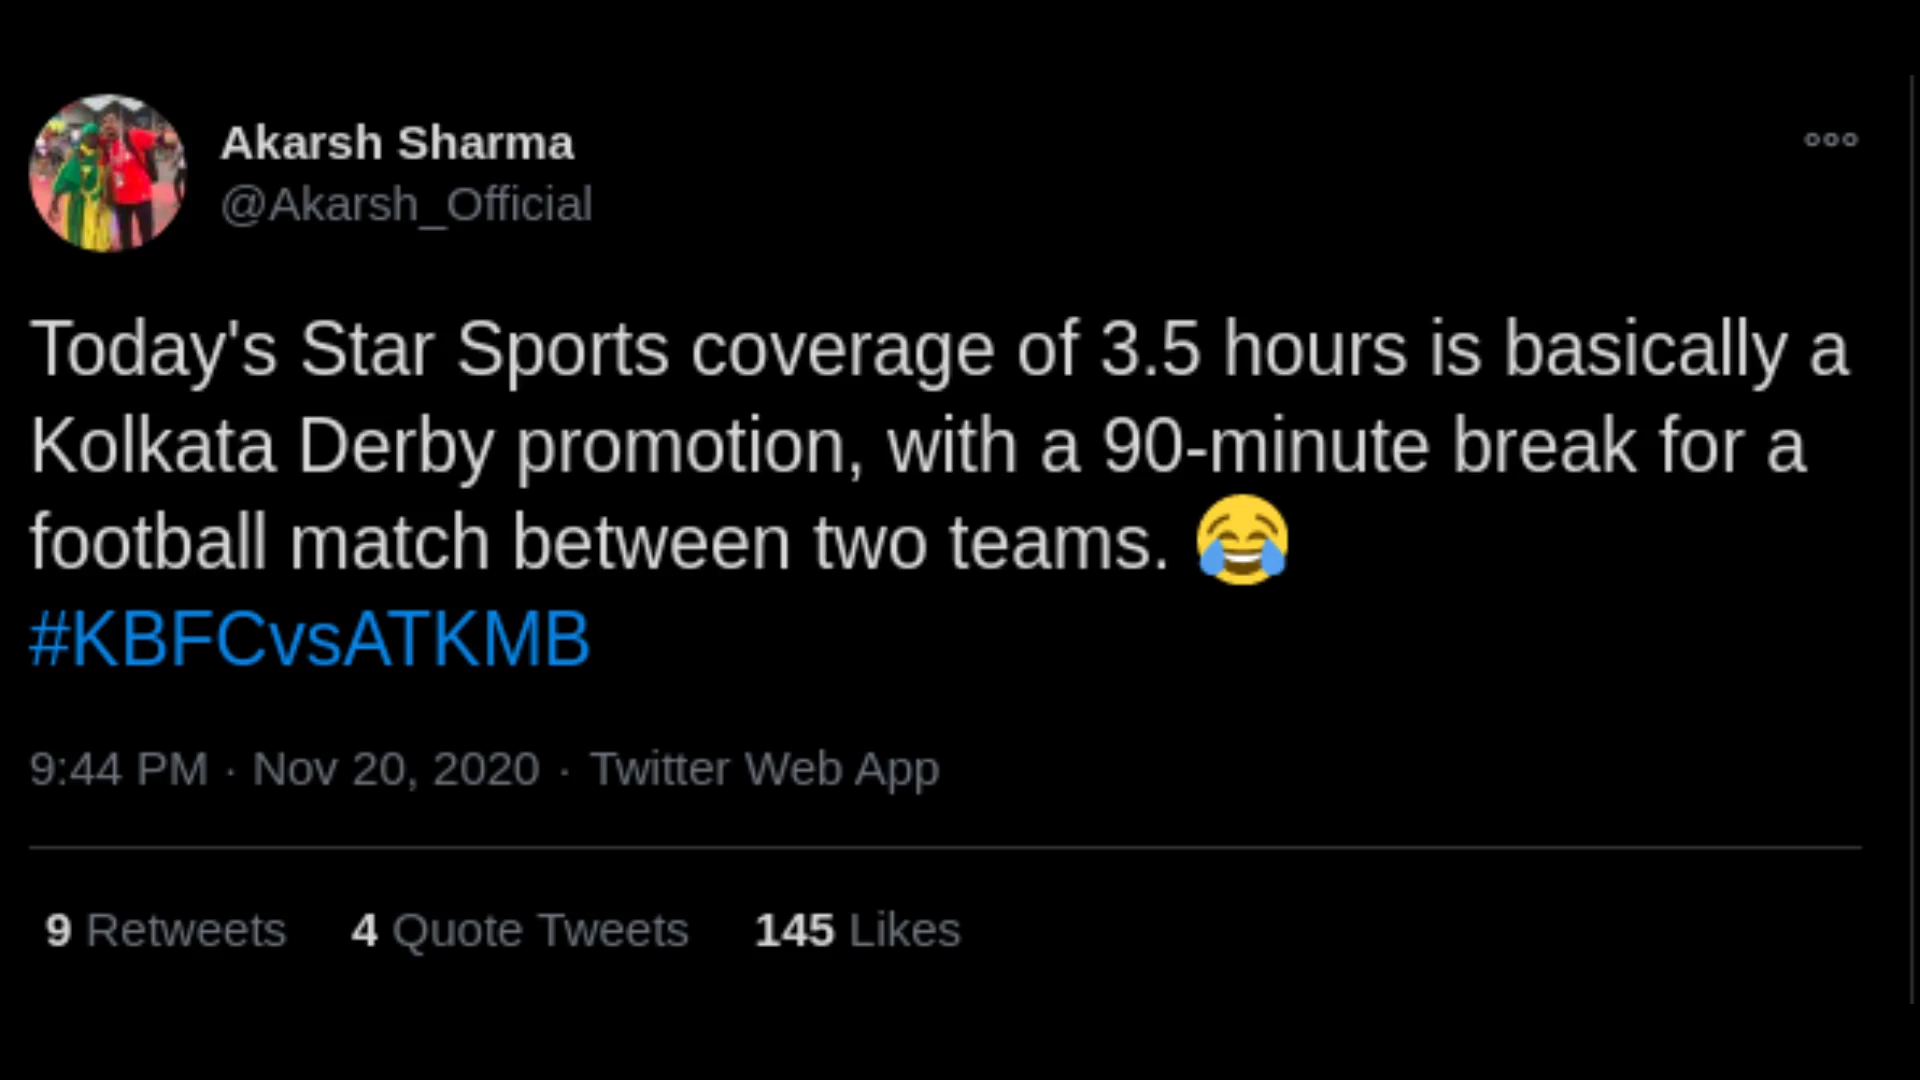 Akarsh Sharma
@Akarsh_Official
Today's Star Sports coverage of 3.5 hours is basically a
Kolkata Derby promotion, with a 90-minute break for a
football match between two teams. 😂
#KBFCvsATKMB
9:44 PM · Nov 20, 2020 · Twitter Web App
9 Retweets 4 Quote Tweets 145 Likes